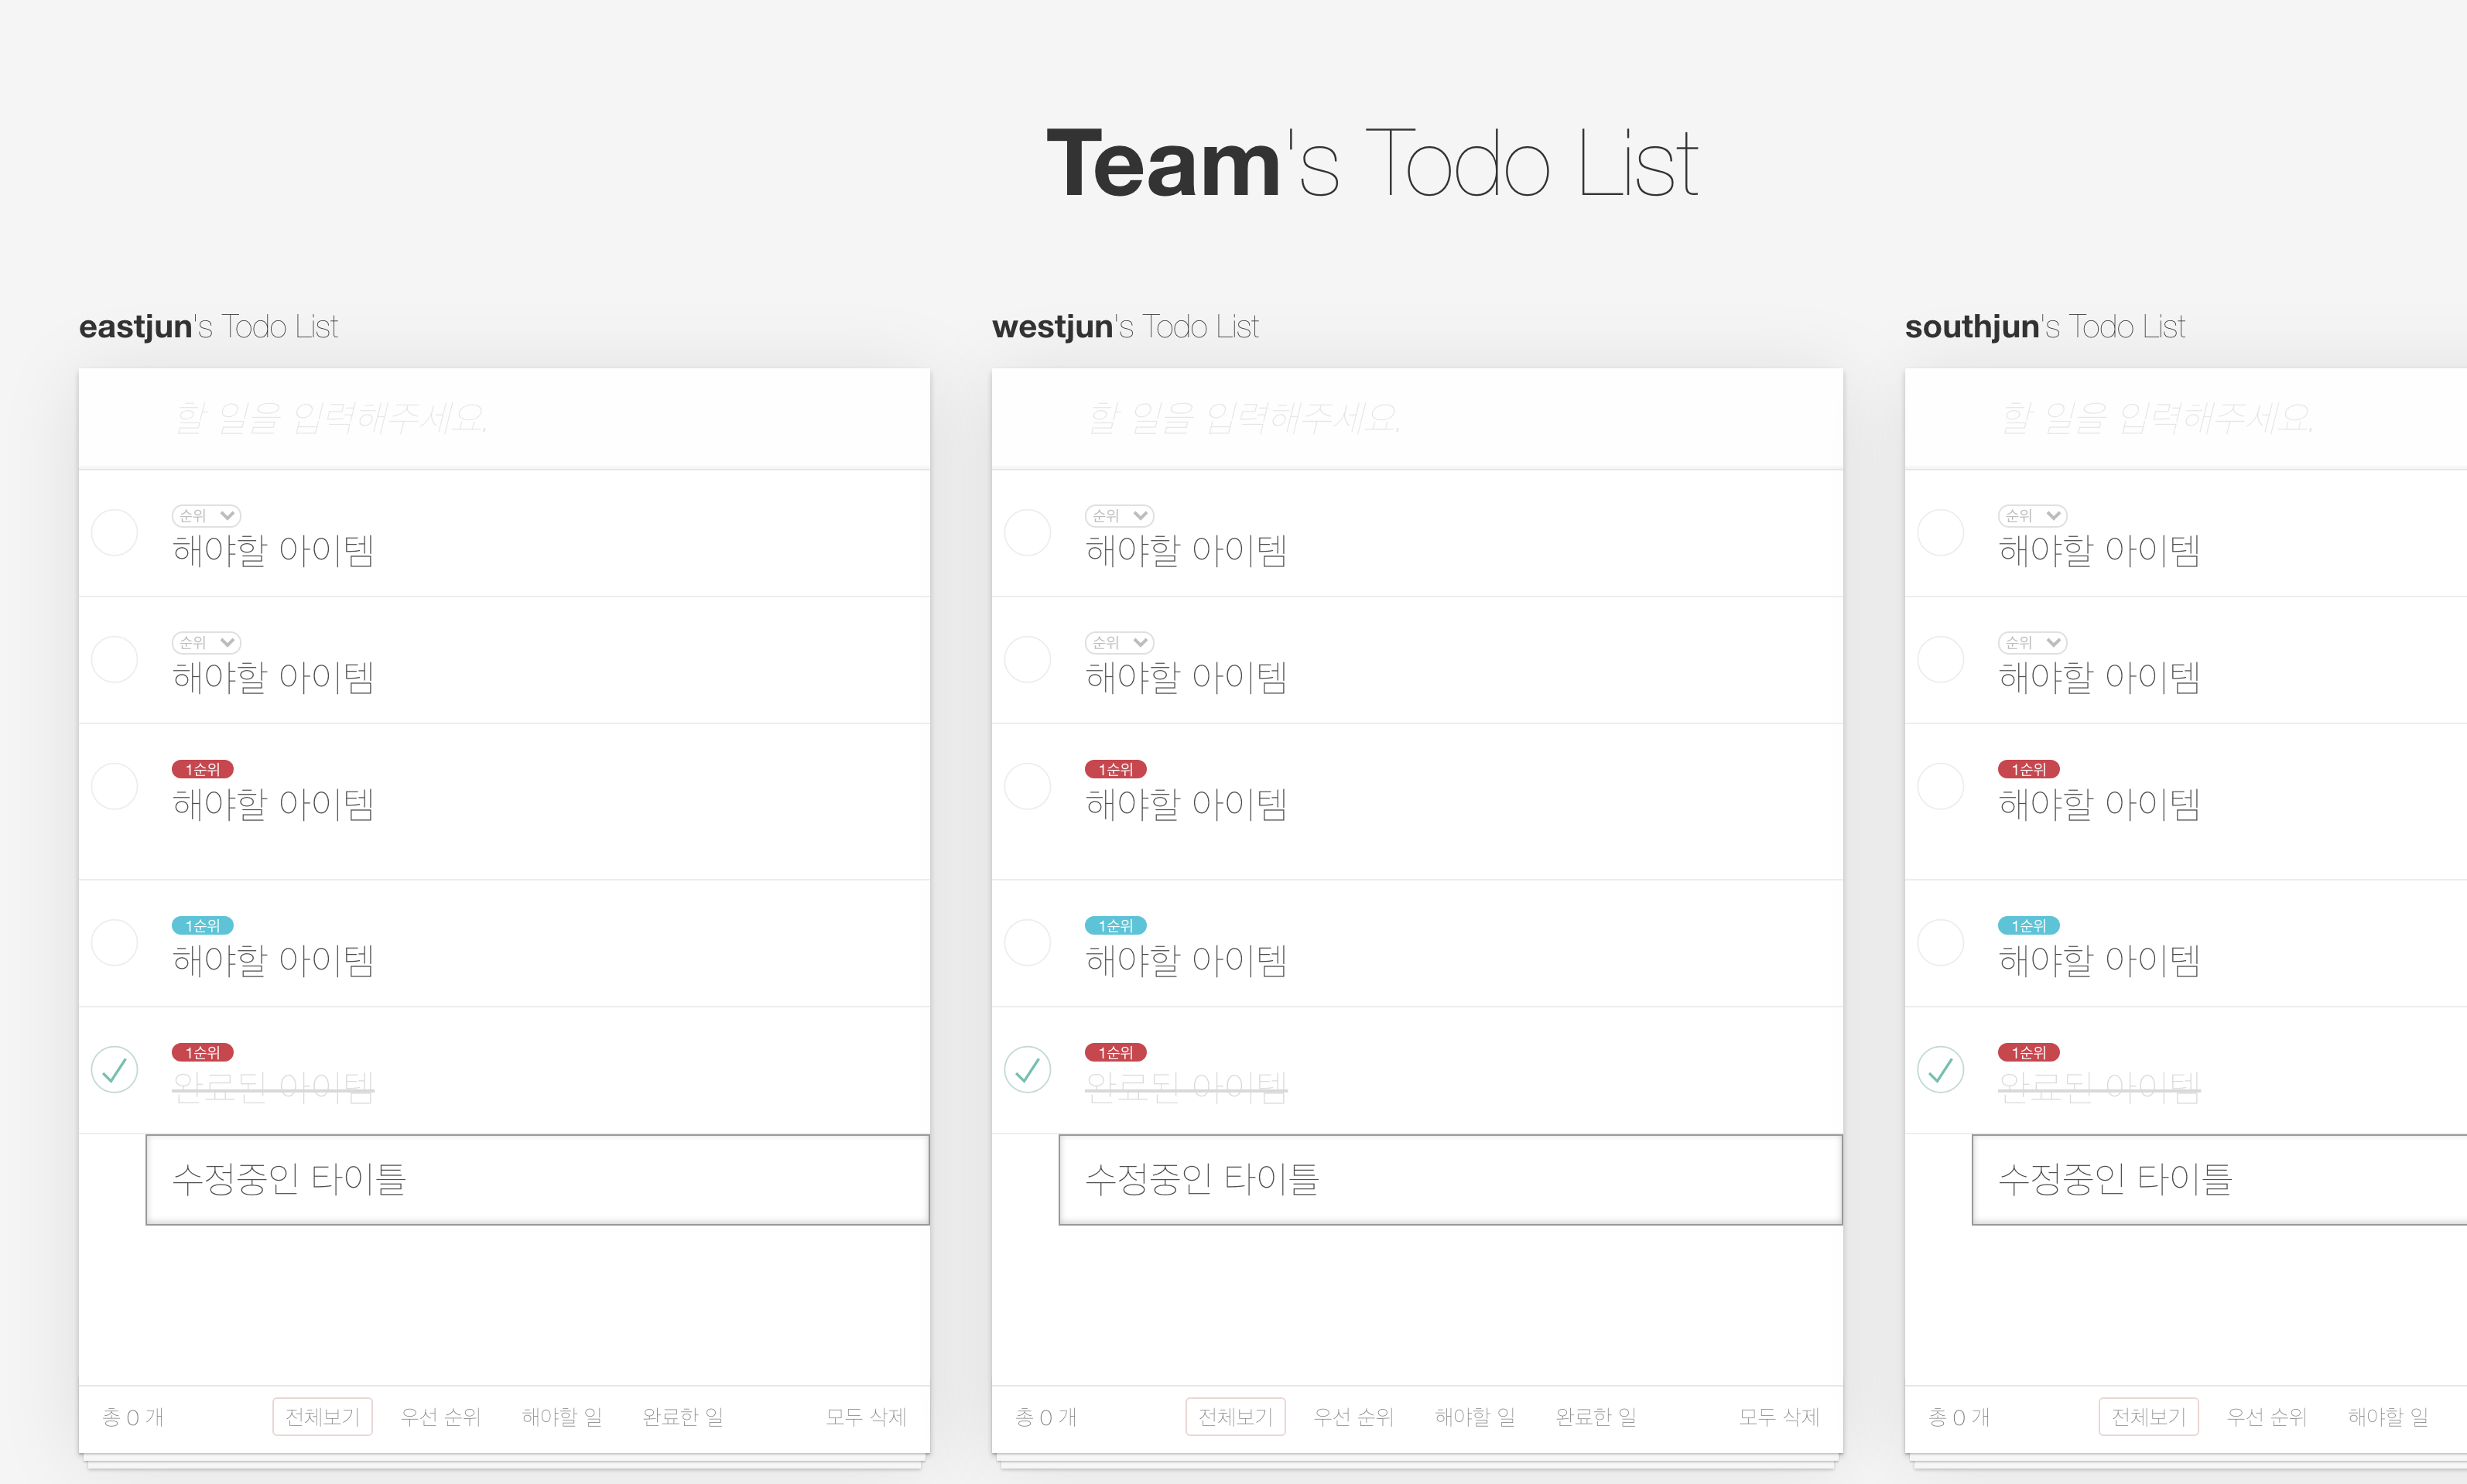 Team's Todo List
eastjun's Todo List
할 일을 입력해주세요.
순위
해야할 아이템
순위
해야할 아이템
1순위
해야할 아이템
1순위
해야할 아이템
1순위
완료된 아이템
수정중인 타이틀
총 0 개 전체보기 우선 순위 해야할 일 완료한 일 모두 삭제
westjun's Todo List
할 일을 입력해주세요.
순위
해야할 아이템
순위
해야할 아이템
1순위
해야할 아이템
1순위
해야할 아이템
1순위
완료된 아이템
수정중인 타이틀
총 0 개 전체보기 우선 순위 해야할 일 완료한 일 모두 삭제
southjun's Todo List
할 일을 입력해주세요.
순위
해야할 아이템
순위
해야할 아이템
1순위
해야할 아이템
1순위
해야할 아이템
1순위
완료된 아이템
수정중인 타이틀
총 0 개 전체보기 우선 순위 해야할 일